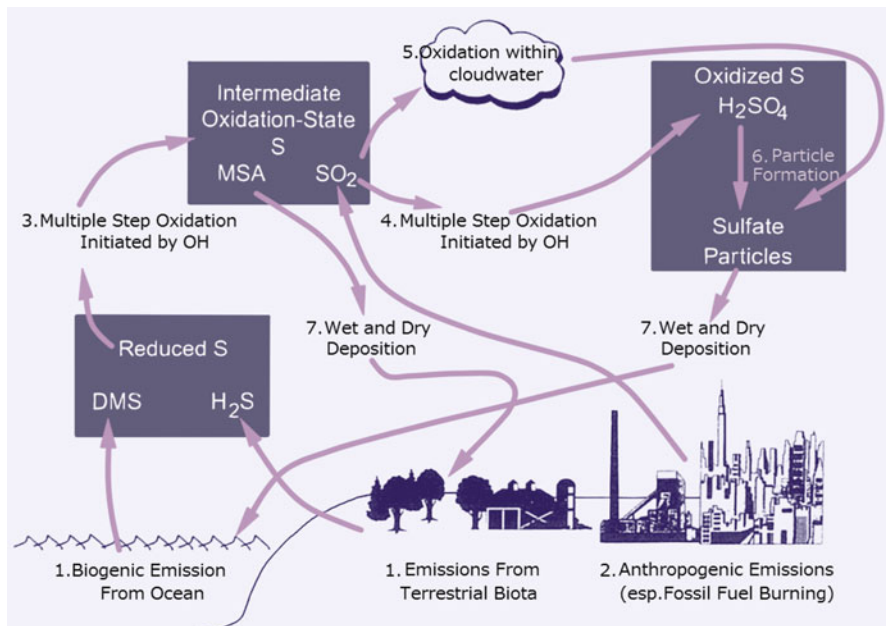 5.Oxidation within
cloudwater
Intermediate
Oxidation-State
S
MSA SO2
Oxidized S
H2SO4
6.Particle
Formation
Sulfate
Particles
3.Multiple Step Oxidation
Initiated by OH
4.Multiple Step Oxidation
Initiated by OH
7.Wet and Dry
Deposition
7.Wet and Dry
Deposition
Reduced S
DMS H2S
1.Biogenic Emission
From Ocean
1.Emissions From
Terrestrial Biota
2.Anthropogenic Emissions
(esp.Fossil Fuel Burning)